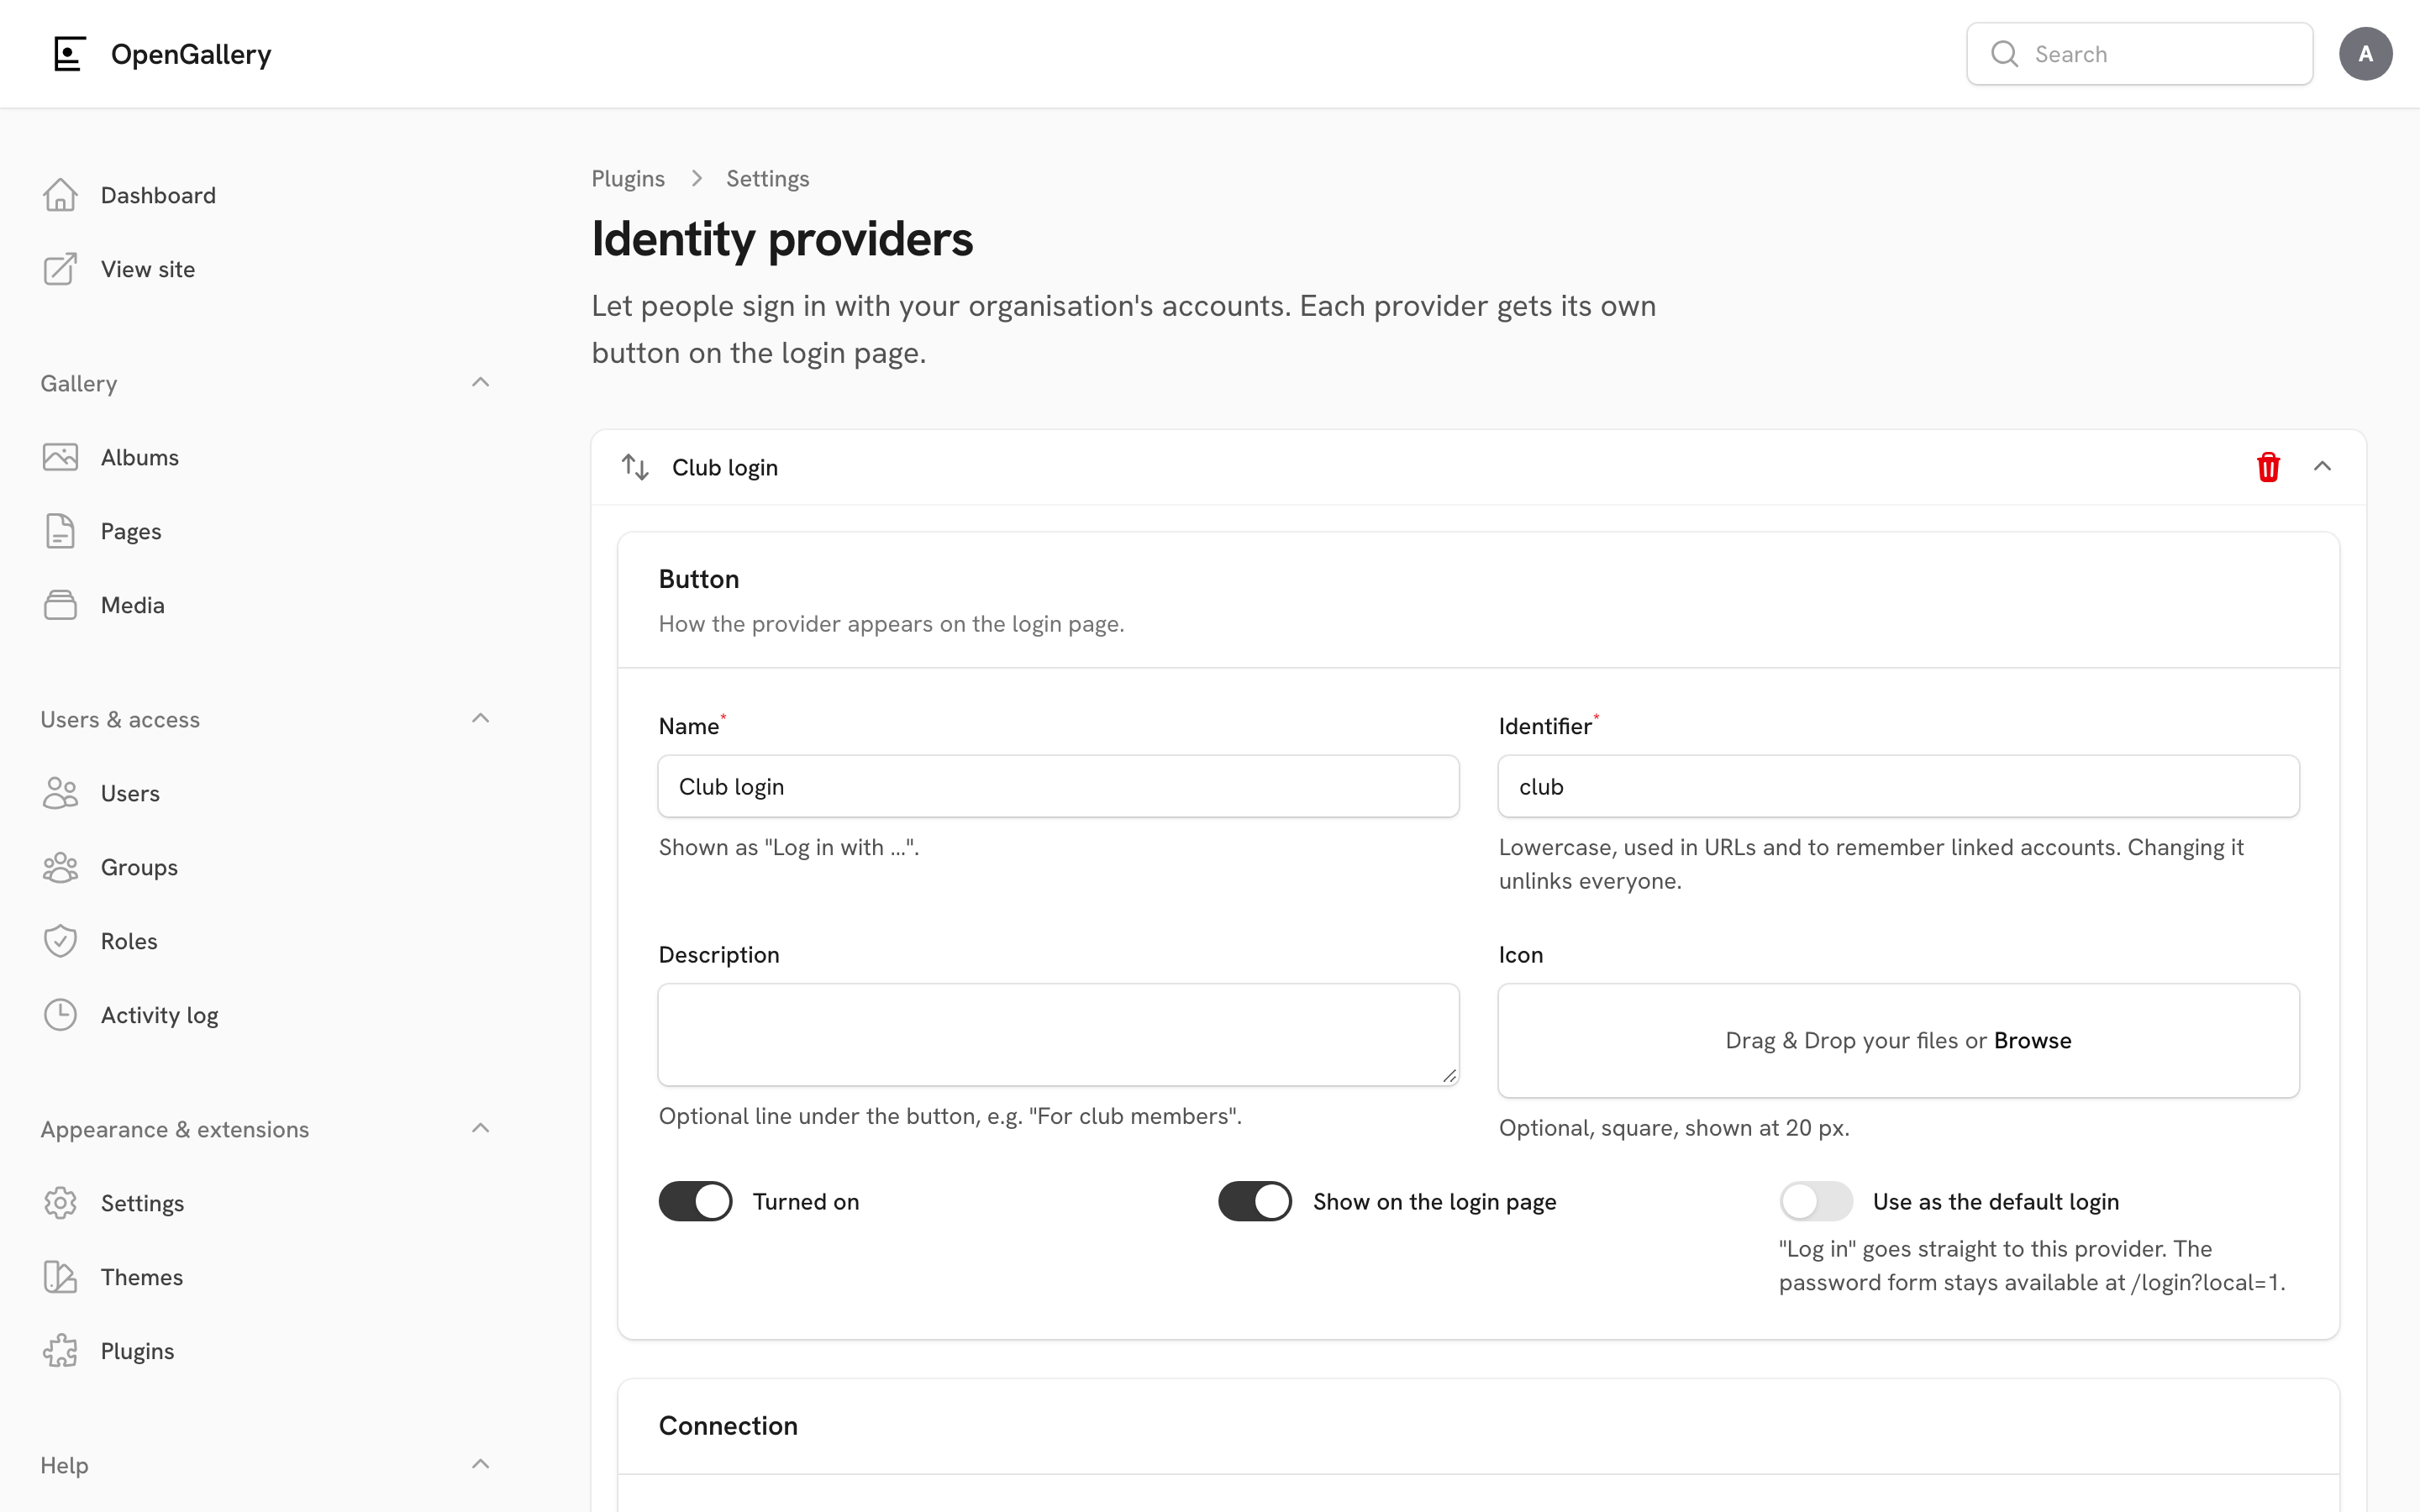 OpenGallery
Search
A
Dashboard
View site
Gallery
Albums
Pages
Media
Users & access
Users
Groups
Roles
Activity log
Appearance & extensions
Settings
Themes
Plugins
Help
Plugins > Settings
Identity providers
Let people sign in with your organisation's accounts. Each provider gets its own
button on the login page.
Club login
Button
How the provider appears on the login page.
Name*
Club login
Shown as "Log in with ...".
Identifier*
club
Lowercase, used in URLs and to remember linked accounts. Changing it
unlinks everyone.
Description
Optional line under the button, e.g. "For club members".
Icon
Drag & Drop your files or Browse
Optional, square, shown at 20 px.
Turned on
Show on the login page
Use as the default login
"Log in" goes straight to this provider. The
password form stays available at /login?local=1.
Connection